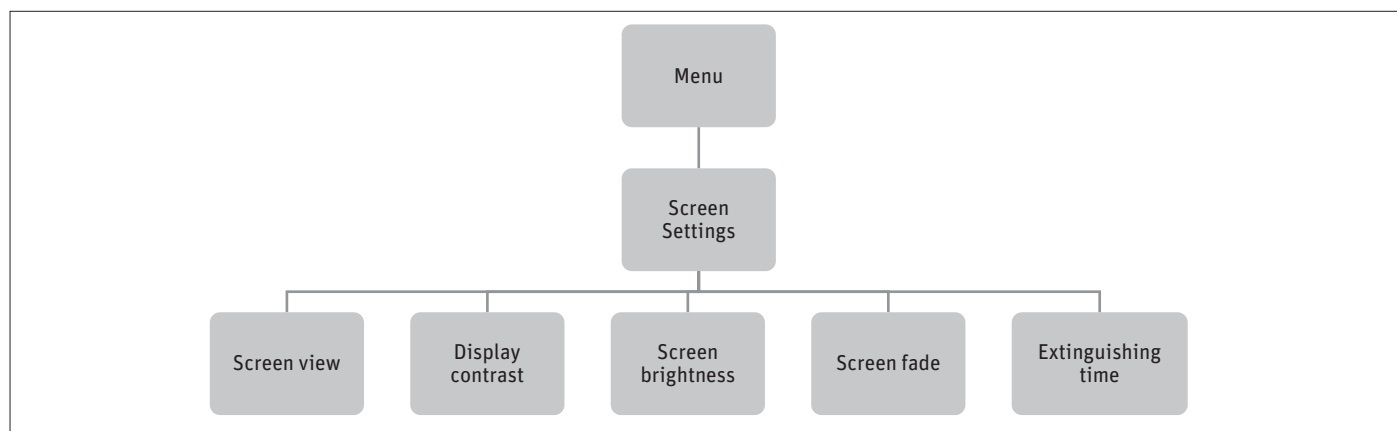 Menu
Screen
Settings
Screen view
Display
contrast
Screen
brightness
Screen fade
Extinguishing
time